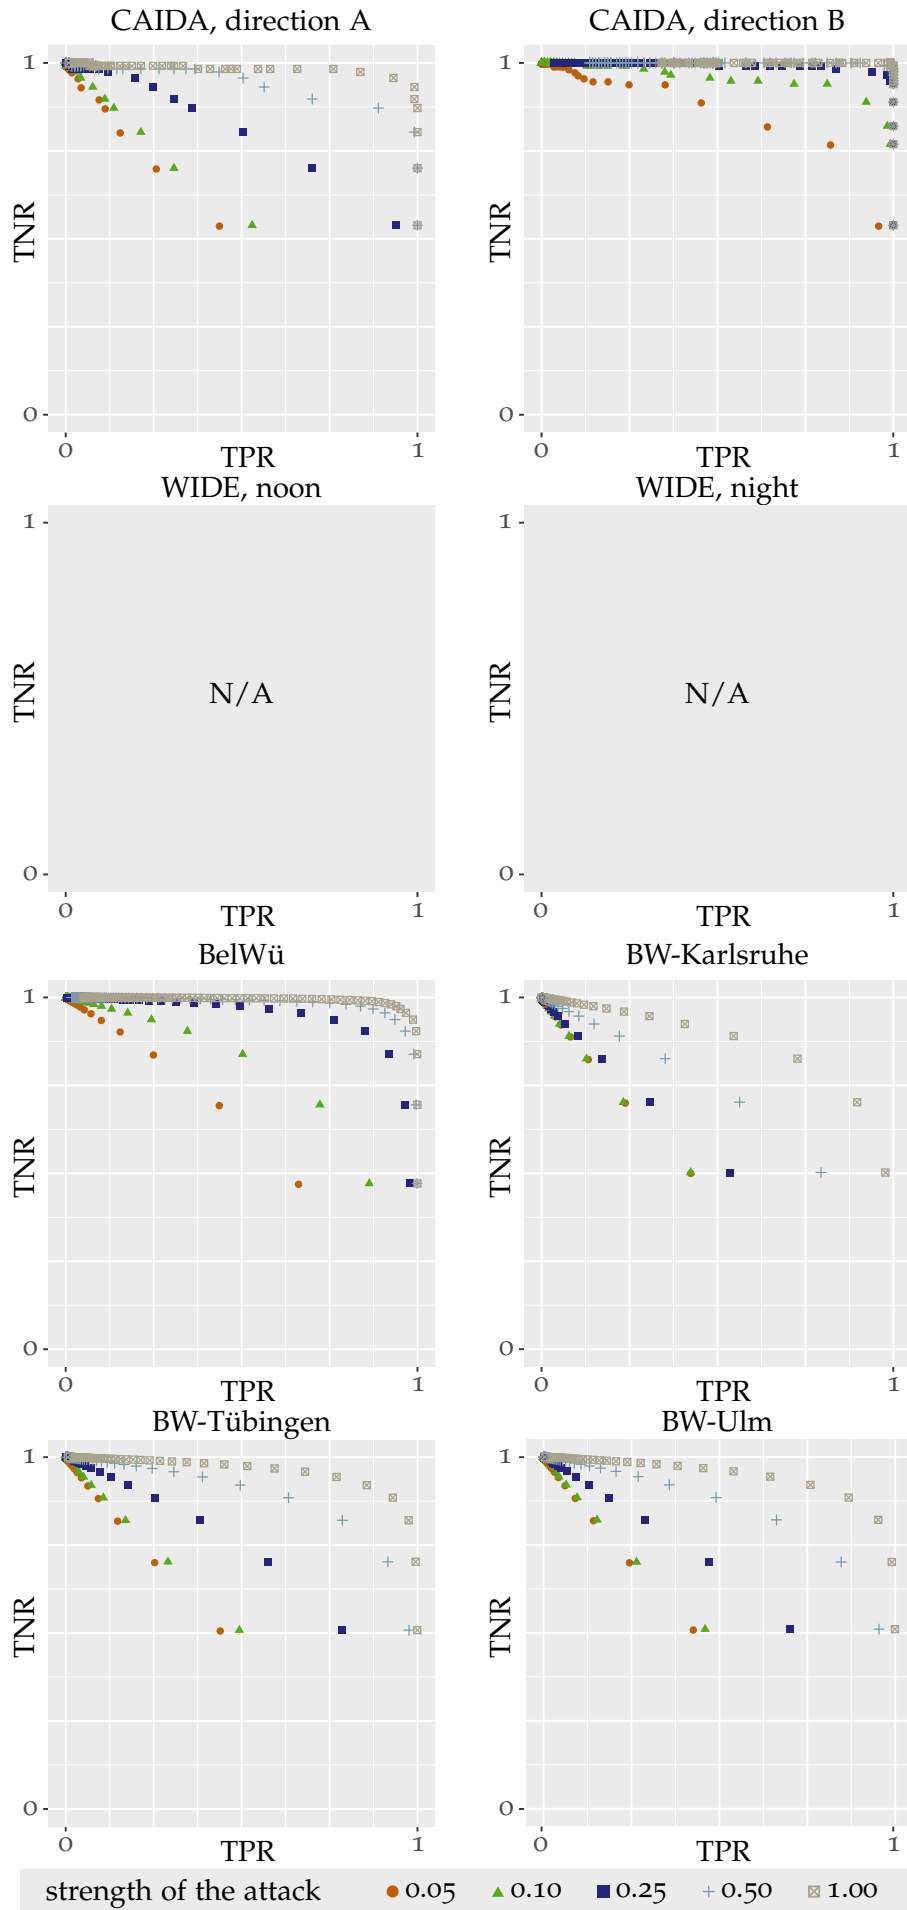 CAIDA, direction A
CAIDA, direction B
1
TNR
0
0
TPR
1
1
TNR
0
0
TPR
1
WIDE, noon
WIDE, night
1
TNR
N/A
0
0
TPR
1
1
TNR
N/A
0
0
TPR
1
BelWü
BW-Karlsruhe
1
TNR
0
0
TPR
1
1
TNR
0
0
TPR
1
BW-Tübingen
BW-Ulm
1
TNR
0
0
TPR
1
1
TNR
0
0
TPR
1
strength of the attack 0.05 0.10 0.25 0.50 1.00